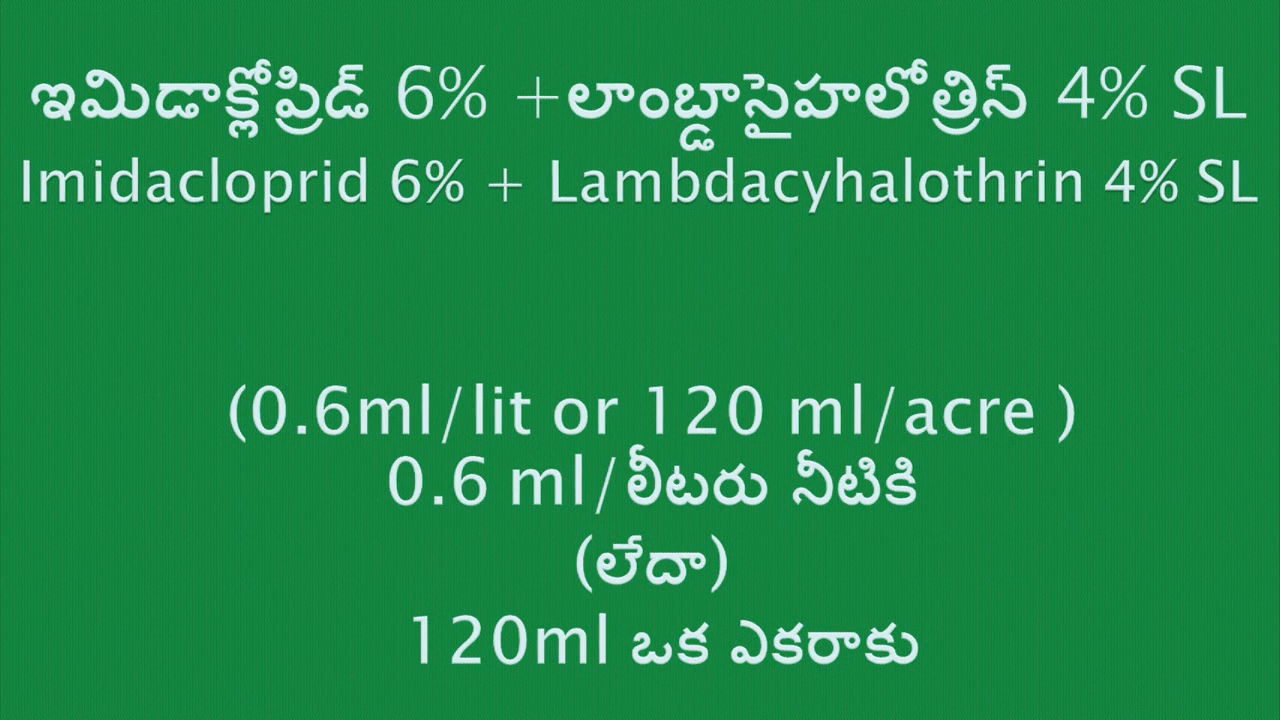 ఇమిడాక్లోప్రిడ్ 6% +లాంబ్డాసైహలోత్రిన్ 4% SL
Imidacloprid 6% + Lambdacyhalothrin 4% SL
(0.6ml/lit or 120 ml/acre )
0.6 ml/లీటరు నీటికి
(లేదా)
120ml ఒక ఎకరాకు